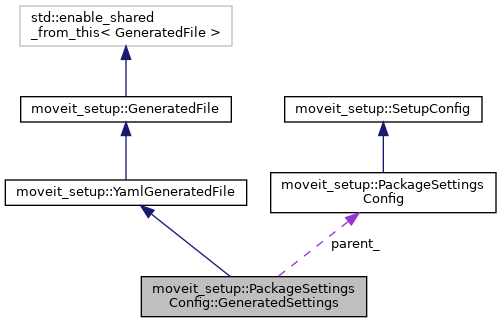 std::enable_shared
_from_this< GeneratedFile >
moveit_setup::GeneratedFile
moveit_setup::SetupConfig
moveit_setup::YamlGeneratedFile
moveit_setup::PackageSettings
Config
parent_
moveit_setup::PackageSettings
Config::GeneratedSettings